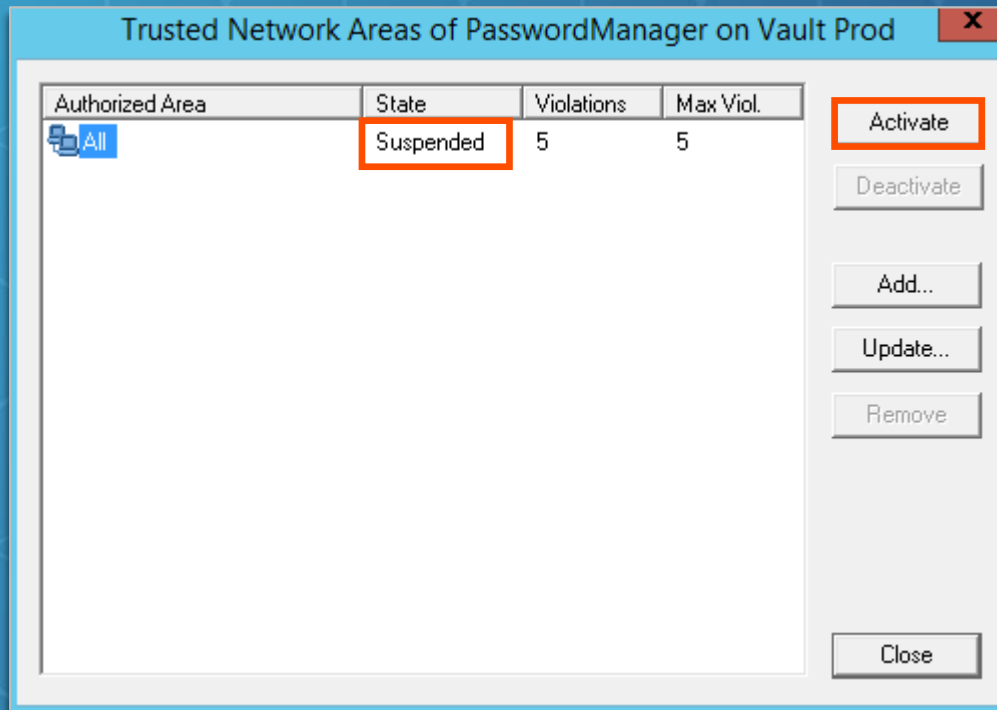 Trusted Network Areas of PasswordManager on Vault Prod x
Authorized Area State Violations Max Viol.
All Suspended 5 5
Activate
Deactivate
Add...
Update...
Remove
Close